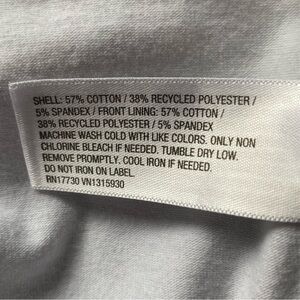 SHELL: 57% COTTON / 38% RECYCLED POLYESTER /
5% SPANDEX / FRONT LINING: 57% COTTON /
38% RECYCLED POLYESTER / 5% SPANDEX
MACHINE WASH COLD WITH LIKE COLORS. ONLY NON
CHLORINE BLEACH IF NEEDED. TUMBLE DRY LOW.
REMOVE PROMPTLY. COOL IRON IF NEEDED.
DO NOT IRON ON LABEL.
RN17730 VN1315930